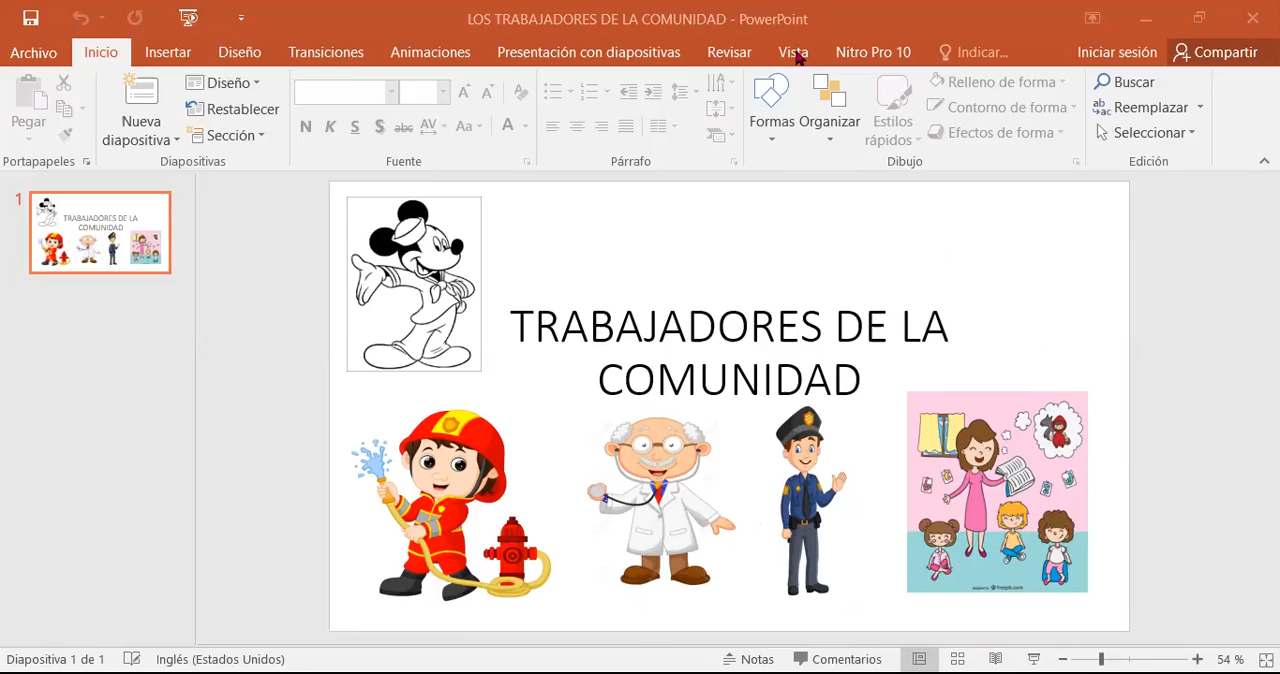 LOS TRABAJADORES DE LA COMUNIDAD - PowerPoint
Archivo Inicio Insertar Diseño Transiciones Animaciones Presentación con diapositivas Revisar Vista Nitro Pro 10 Indicar... Iniciar sesión Compartir
Pegar
Portapapeles
Nueva diapositiva
Diseño
Restablecer
Sección
Diapositivas
N K S S abc AV Aa A
Fuente
Párrafo
Formas
Organizar
Estilos rápidos
Relleno de forma
Contorno de forma
Efectos de forma
Dibujo
Buscar
Reemplazar
Seleccionar
Edición
1
TRABAJADORES DE LA
COMUNIDAD
TRABAJADORES DE LA
COMUNIDAD
Diapositiva 1 de 1 Inglés (Estados Unidos) Notas Comentarios 54 %